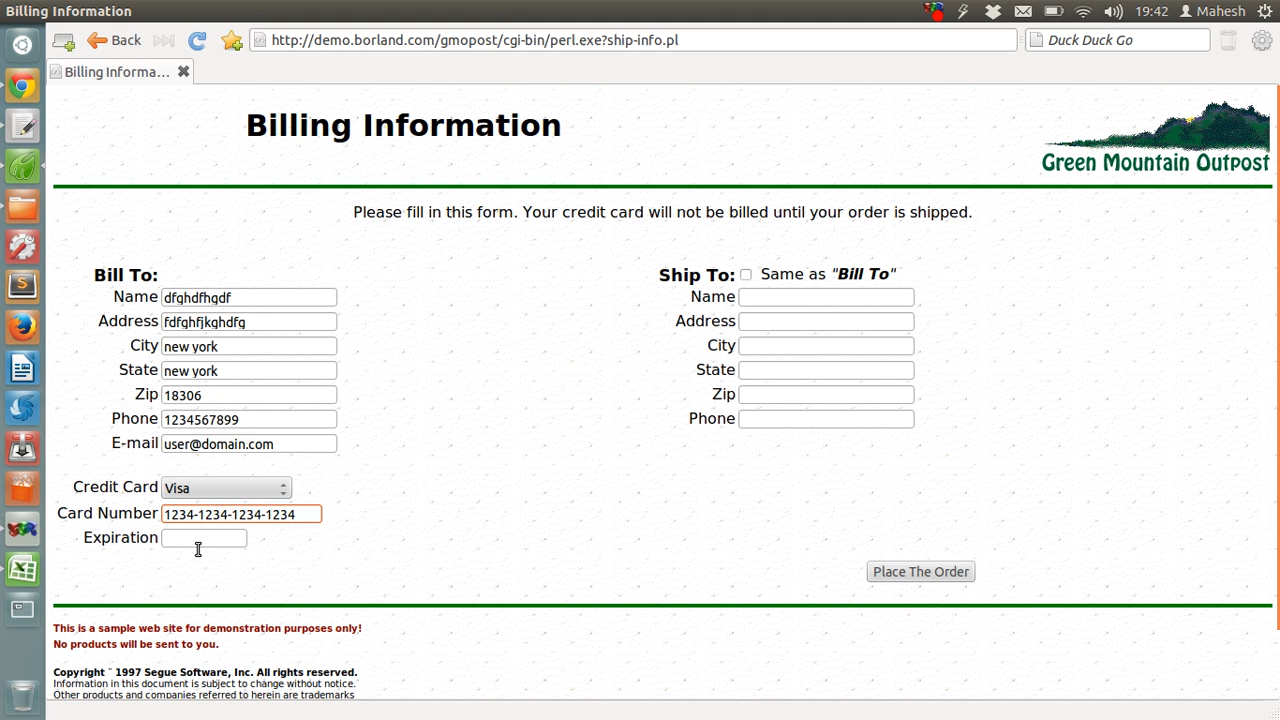 Billing Information
19:42 Mahesh
Back http://demo.borland.com/gmopost/cgi-bin/perl.exe?ship-info.pl Duck Duck Go
Billing Informa...
Billing Information
Green Mountain Outpost
Please fill in this form. Your credit card will not be billed until your order is shipped.
Bill To:
Name dfghdfhgdf
Address fdfghfjkghdfg
City new york
State new york
Zip 18306
Phone 1234567899
E-mail user@domain.com
Credit Card Visa
Card Number 1234-1234-1234-1234
Expiration
Ship To: Same as "Bill To"
Name
Address
City
State
Zip
Phone
Place The Order
This is a sample web site for demonstration purposes only!
No products will be sent to you.
Copyright ¨ 1997 Segue Software, Inc. All rights reserved.
Information in this document is subject to change without notice.
Other products and companies referred to herein are trademarks